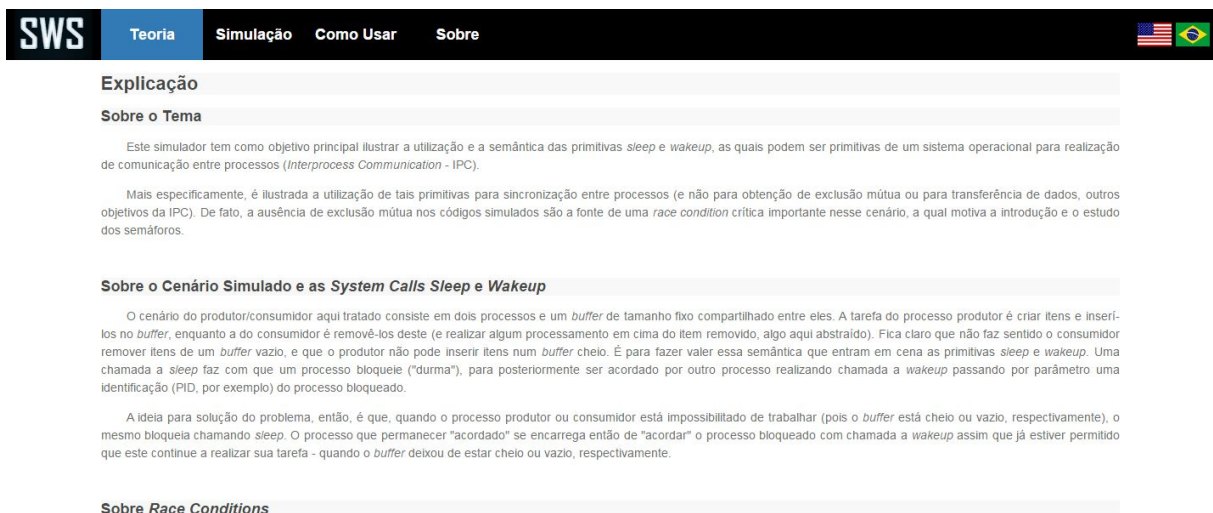 SWS Teoria Simulação Como Usar Sobre
Explicação
Sobre o Tema
Este simulador tem como objetivo principal ilustrar a utilização e a semântica das primitivas sleep e wakeup, as quais podem ser primitivas de um sistema operacional para realização
de comunicação entre processos (Interprocess Communication - IPC).
Mais especificamente, é ilustrada a utilização de tais primitivas para sincronização entre processos (e não para obtenção de exclusão mútua ou para transferência de dados, outros
objetivos da IPC). De fato, a ausência de exclusão mútua nos códigos simulados são a fonte de uma race condition crítica importante nesse cenário, a qual motiva a introdução e o estudo
dos semáforos.
Sobre o Cenário Simulado e as System Calls Sleep e Wakeup
O cenário do produtor/consumidor aqui tratado consiste em dois processos e um buffer de tamanho fixo compartilhado entre eles. A tarefa do processo produtor é criar itens e inserí-
los no buffer, enquanto a do consumidor é removê-los deste (e realizar algum processamento em cima do item removido, algo aqui abstraído). Fica claro que não faz sentido o consumidor
remover itens de um buffer vazio, e que o produtor não pode inserir itens num buffer cheio. É para fazer valer essa semântica que entram em cena as primitivas sleep e wakeup. Uma
chamada a sleep faz com que um processo bloqueie ("durma"), para posteriormente ser acordado por outro processo realizando chamada a wakeup passando por parâmetro uma
identificação (PID, por exemplo) do processo bloqueado.
A ideia para solução do problema, então, é que, quando o processo produtor ou consumidor está impossibilitado de trabalhar (pois o buffer está cheio ou vazio, respectivamente), o
mesmo bloqueia chamando sleep. O processo que permanecer "acordado" se encarrega então de "acordar" o processo bloqueado com chamada a wakeup assim que já estiver permitido
que este continue a realizar sua tarefa - quando o buffer deixou de estar cheio ou vazio, respectivamente.
Sobre Race Conditions